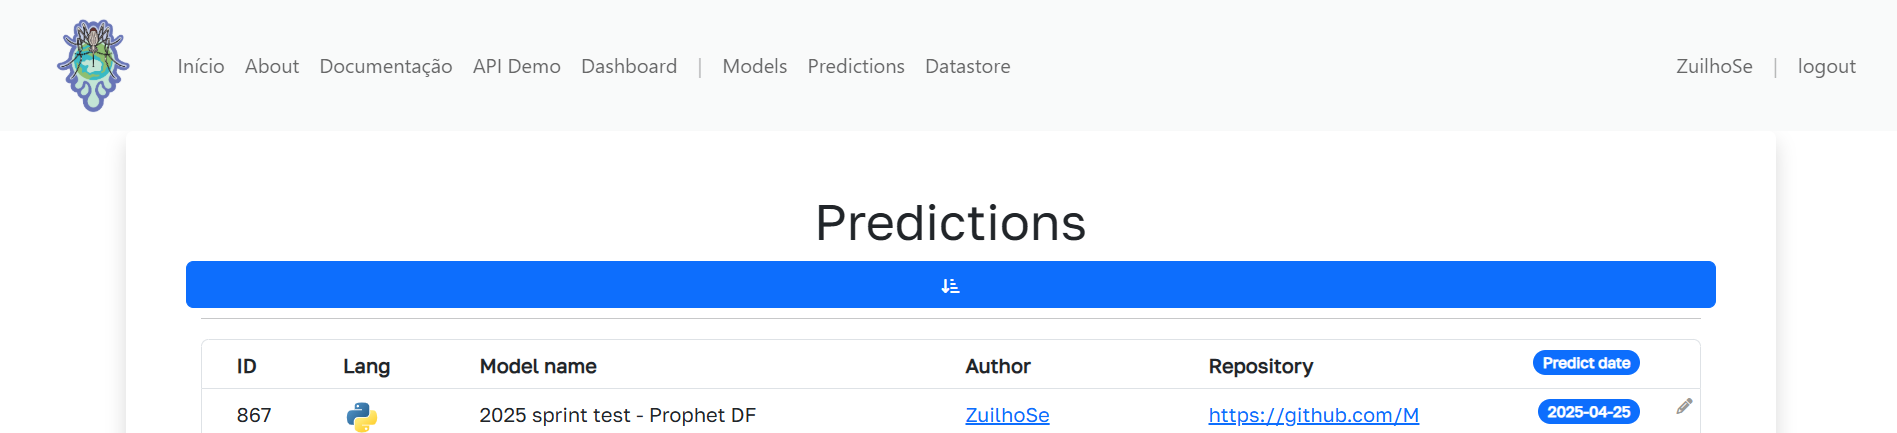 Início About Documentação API Demo Dashboard | Models Predictions Datastore ZuilhoSe | logout
Predictions
ID Lang Model name Author Repository Predict date
867 2025 sprint test - Prophet DF ZuilhoSe https://github.com/M 2025-04-25